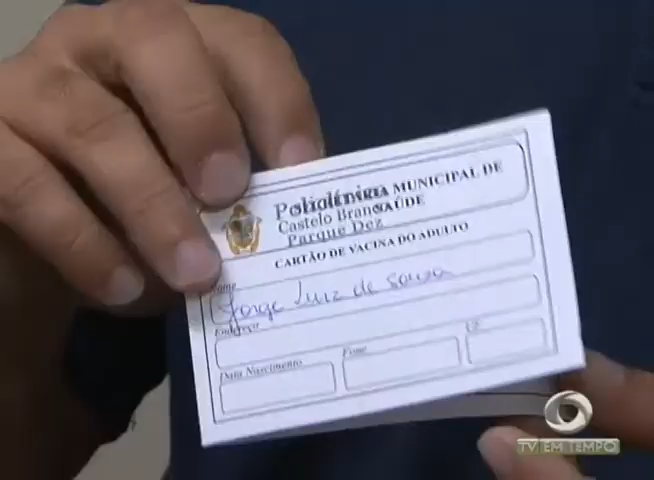 MUNICIPAL DE
SAÚDE
Castelo Branco
Parque Dez
CARTÃO DE VACINA DO ADULTO
Nome
Jorge Luiz de Souza
Endereço
Data Nascimento
Fone
TV EM TEMPO